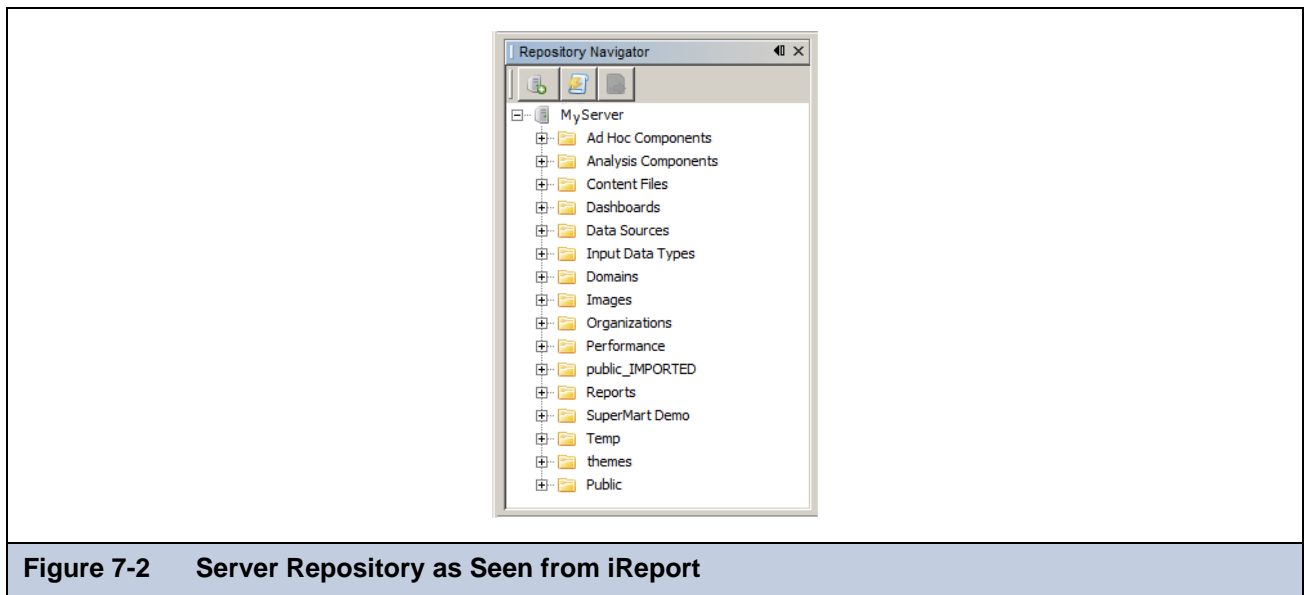 Repository Navigator
MyServer
Ad Hoc Components
Analysis Components
Content Files
Dashboards
Data Sources
Input Data Types
Domains
Images
Organizations
Performance
public_IMPORTED
Reports
SuperMart Demo
Temp
themes
Public
Figure 7-2 Server Repository as Seen from iReport